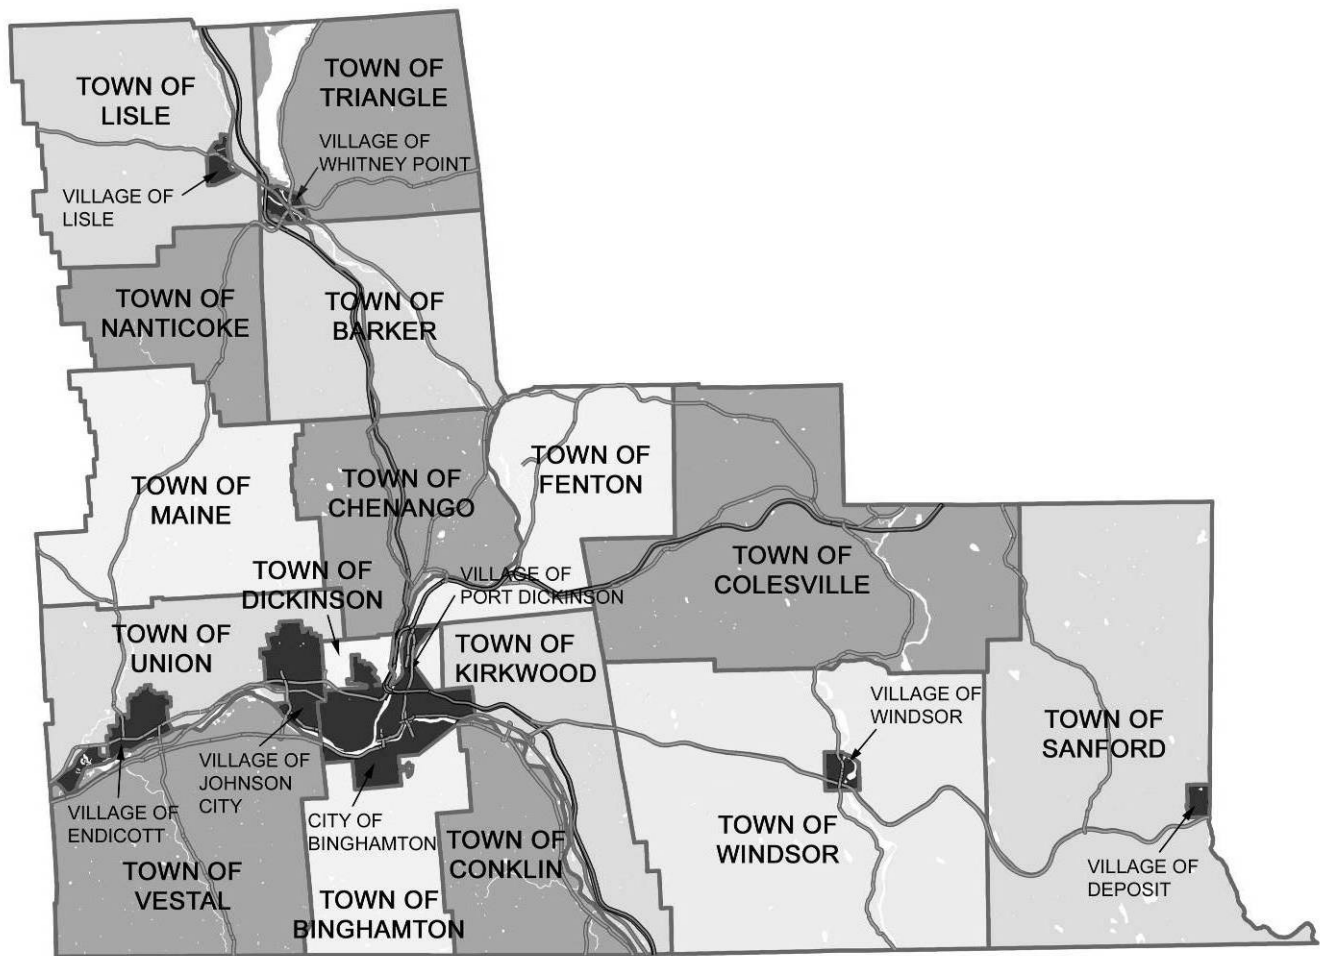 TOWN OF
LISLE
TOWN OF
TRIANGLE
VILLAGE OF
WHITNEY POINT
VILLAGE OF
LISLE
TOWN OF
NANTICOKE
TOWN OF
BARKER
TOWN OF
MAINE
TOWN OF
CHENANGO
TOWN OF
FENTON
TOWN OF
COLESVILLE
TOWN OF
DICKINSON
VILLAGE OF
PORT DICKINSON
TOWN OF
UNION
TOWN OF
KIRKWOOD
VILLAGE OF
WINDSOR
TOWN OF
SANFORD
VILLAGE OF
JOHNSON
CITY
VILLAGE OF
ENDICOTT
CITY OF
BINGHAMTON
TOWN OF
CONKLIN
TOWN OF
WINDSOR
VILLAGE OF
DEPOSIT
TOWN OF
VESTAL
TOWN OF
BINGHAMTON